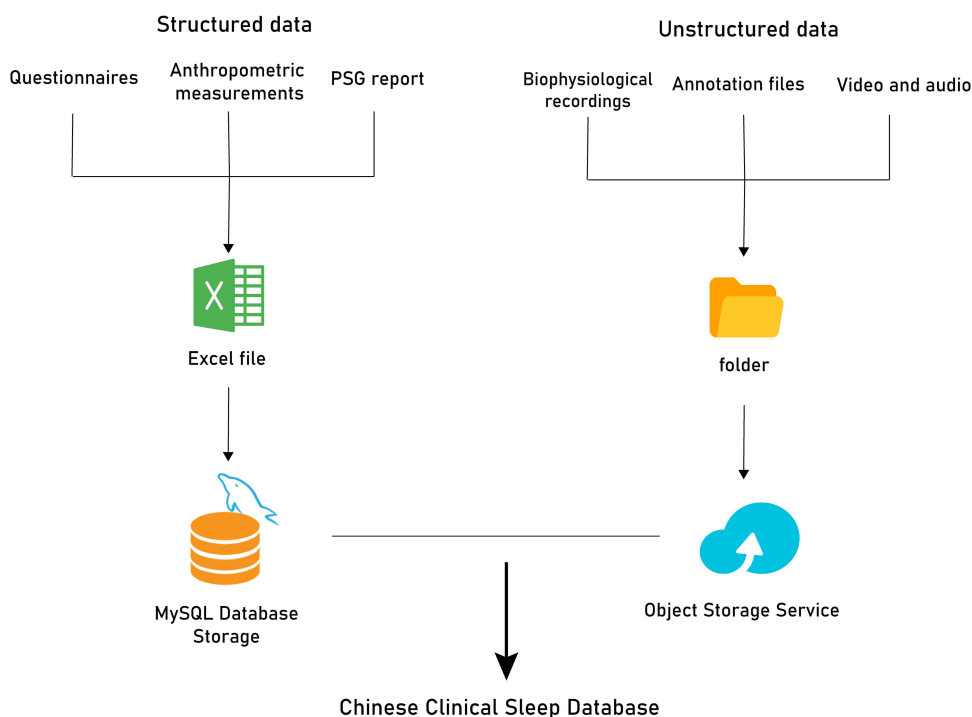 Structured data
Unstructured data
Questionnaires
Anthropometric
measurements
PSG report
Biophysiological
recordings
Annotation files
Video and audio
X
Excel file
folder
MySQL Database
Storage
Object Storage Service
Chinese Clinical Sleep Database